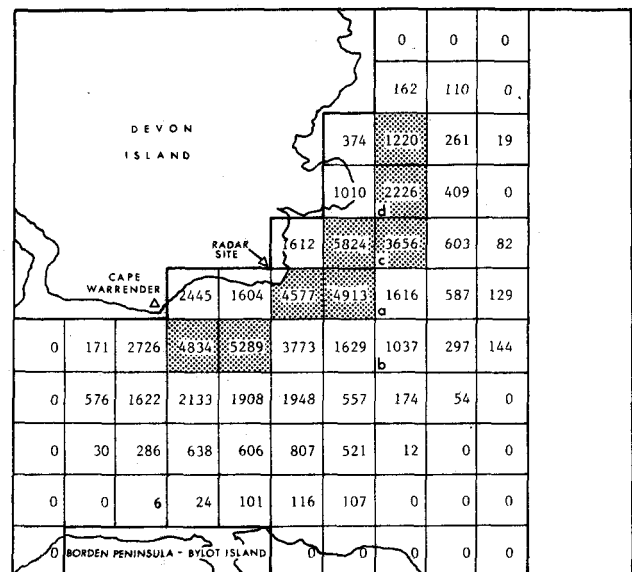 0 0 0
162 110 0
DEVON
ISLAND
374 1220 261 19
1010 2226 409 0
d
RADAR
SITE
1612 5824 3656 603 82
c
CAPE
WARRENDER
2445 1604 4577 4913 1616 587 129
a
0 171 2726 4834 5289 3773 1629 1037 297 144
b
0 576 1622 2133 1908 1948 557 174 54 0
0 30 286 638 606 807 521 12 0 0
0 0 6 24 101 116 107 0 0 0
0 BORDEN PENINSULA - BYLOT ISLAND 0 0 0 0 0